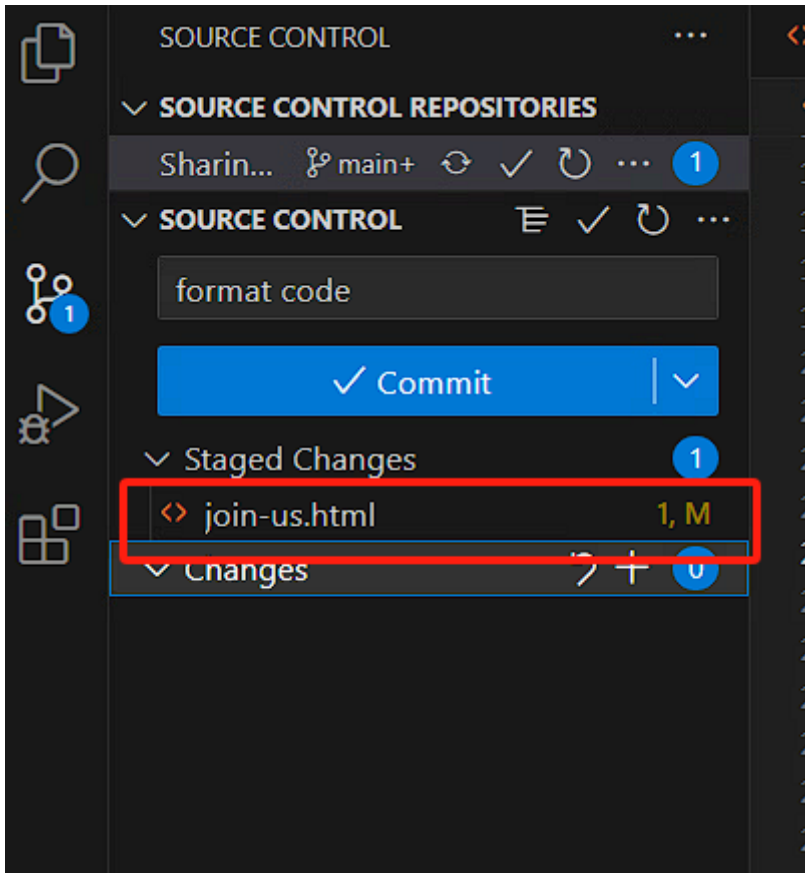 SOURCE CONTROL
SOURCE CONTROL REPOSITORIES
Sharin... main+ 1
SOURCE CONTROL
format code
1
Commit
Staged Changes 1
join-us.html 1, M
Changes 0